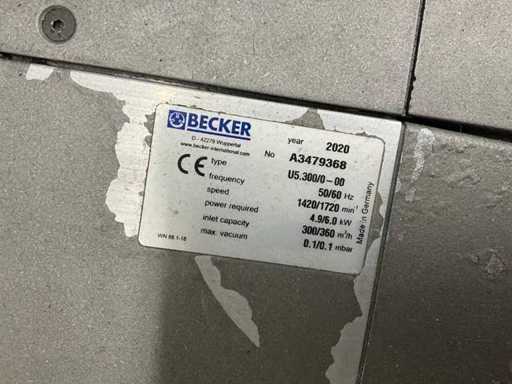 BECKER
D - 42279 Wuppertal
www.becker-international.com
year 2020
No A3479368
CE
type U5.300/0-00
frequency 50/60 Hz
speed 1420/1720 min⁻¹
power required 4.9/6.0 kW
inlet capacity 300/360 m³/h
max. vacuum 0.1/0.1 mbar
Made in Germany
WN 88.1-18